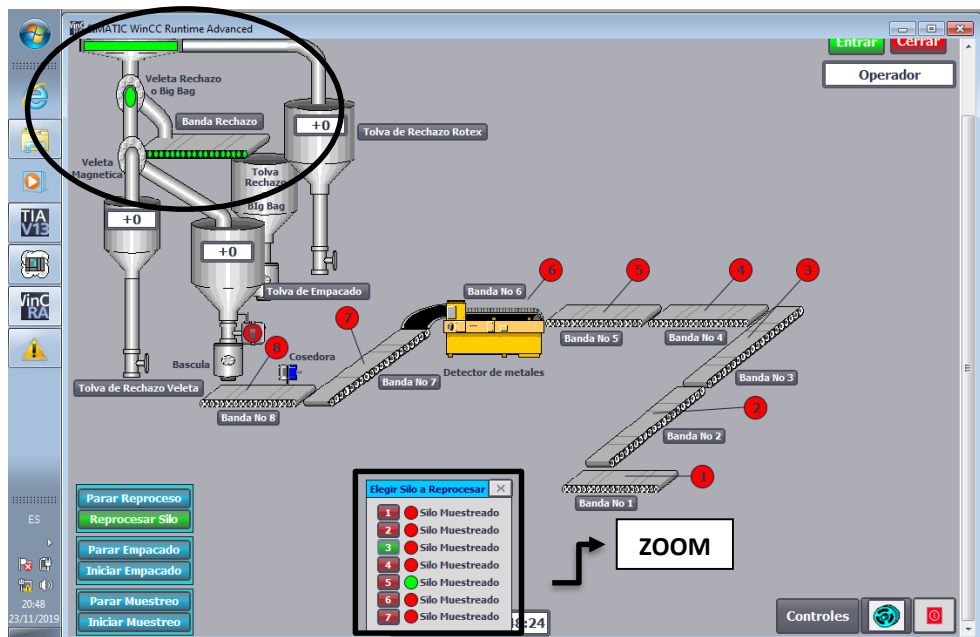 SIMATIC WinCC Runtime Advanced
Entrar
Cerrar
Operador
Veleta Rechazo
o Big Bag
Banda Rechazo
+0
Tolva de Rechazo Rotex
Veleta
Magnetica
Tolva
Rechazo
BIg Bag
+0
+0
Tolva de Empacado
Bascula
8
Cosedora
Tolva de Rechazo Veleta
Banda No 8
7
Banda No 7
Banda No 6
6
Detector de metales
5
Banda No 5
4
Banda No 4
3
Banda No 3
2
Banda No 2
1
Banda No 1
TIA
V13
WinC
RA
ES
20:48
23/11/2019
Parar Reproceso
Reprocesar Silo
Parar Empacado
Iniciar Empacado
Parar Muestreo
Iniciar Muestreo
Elegir Silo a Reprocesar
1 Silo Muestreado
2 Silo Muestreado
3 Silo Muestreado
4 Silo Muestreado
5 Silo Muestreado
6 Silo Muestreado
7 Silo Muestreado
ZOOM
:24
Controles